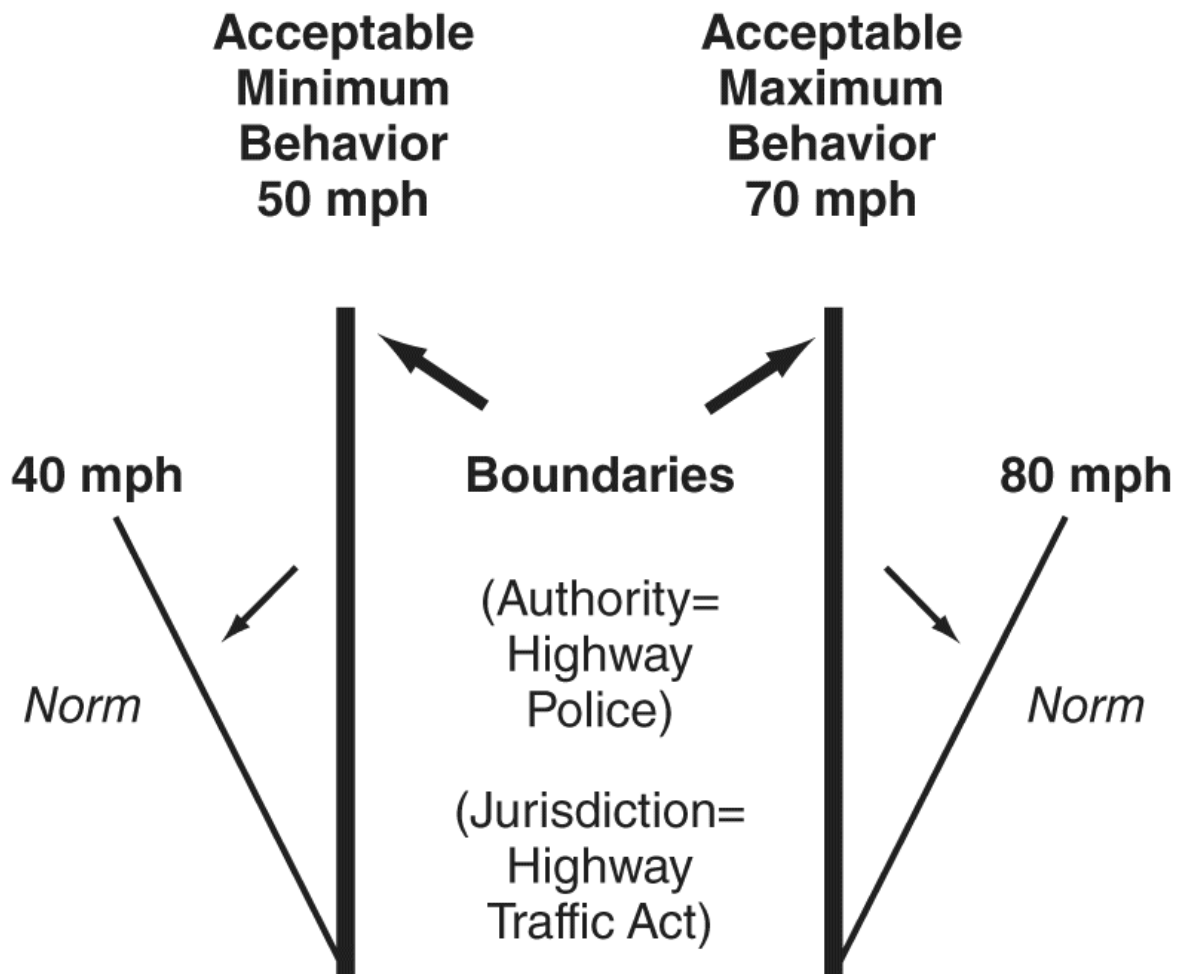 Acceptable
Minimum
Behavior
50 mph
Acceptable
Maximum
Behavior
70 mph
40 mph
Boundaries
80 mph
(Authority=
Highway
Police)
Norm
Norm
(Jurisdiction=
Highway
Traffic Act)